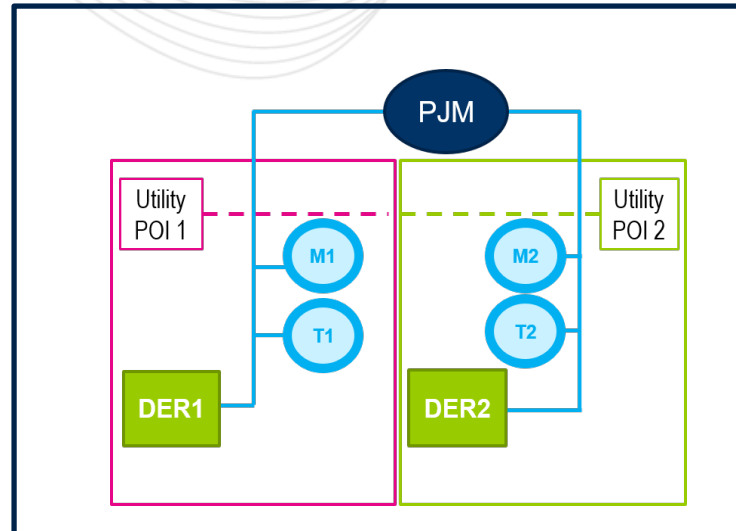 PJM
Utility
POI 1
Utility
POI 2
M1
M2
T1
T2
DER1
DER2